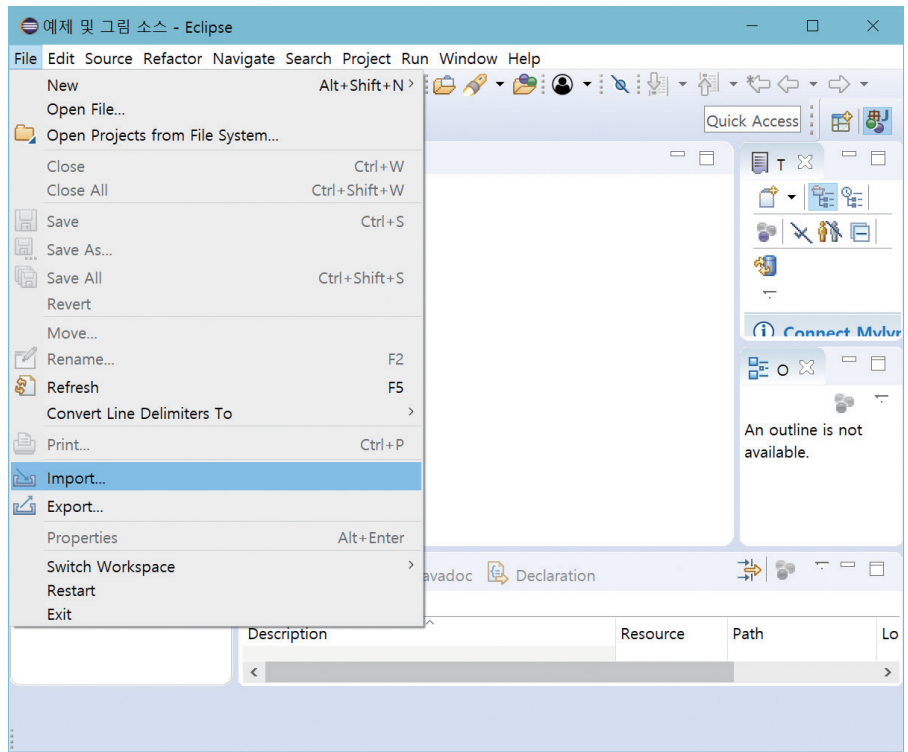 예제 및 그림 소스 - Eclipse
File Edit Source Refactor Navigate Search Project Run Window Help
New Alt+Shift+N >
Open File...
Open Projects from File System...
Close Ctrl+W
Close All Ctrl+Shift+W
Save Ctrl+S
Save As...
Save All Ctrl+Shift+S
Revert
Move...
Rename... F2
Refresh F5
Convert Line Delimiters To >
Print... Ctrl+P
Import...
Export...
Properties Alt+Enter
Switch Workspace >
Restart
Exit
Quick Access
T
Connect Mylyn
O
An outline is not
available.
avadoc Declaration
Description Resource Path Lo